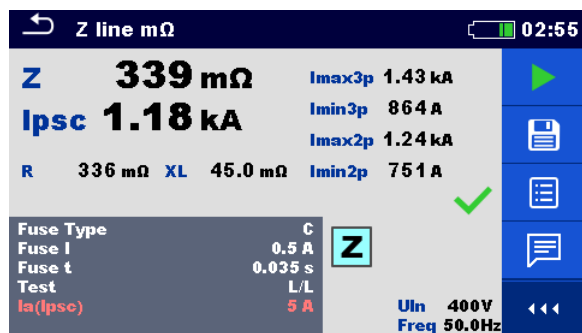 Z line mΩ 02:55
Z 339 mΩ
Ipsc 1.18 kA
Imax3p 1.43 kA
Imin3p 864 A
Imax2p 1.24 kA
Imin2p 751 A
R 336 mΩ XL 45.0 mΩ
Fuse Type C
Fuse I 0.5 A
Fuse t 0.035 s
Test L/L
Ia(Ipsc) 5 A
Z
Uln 400V
Freq 50.0Hz